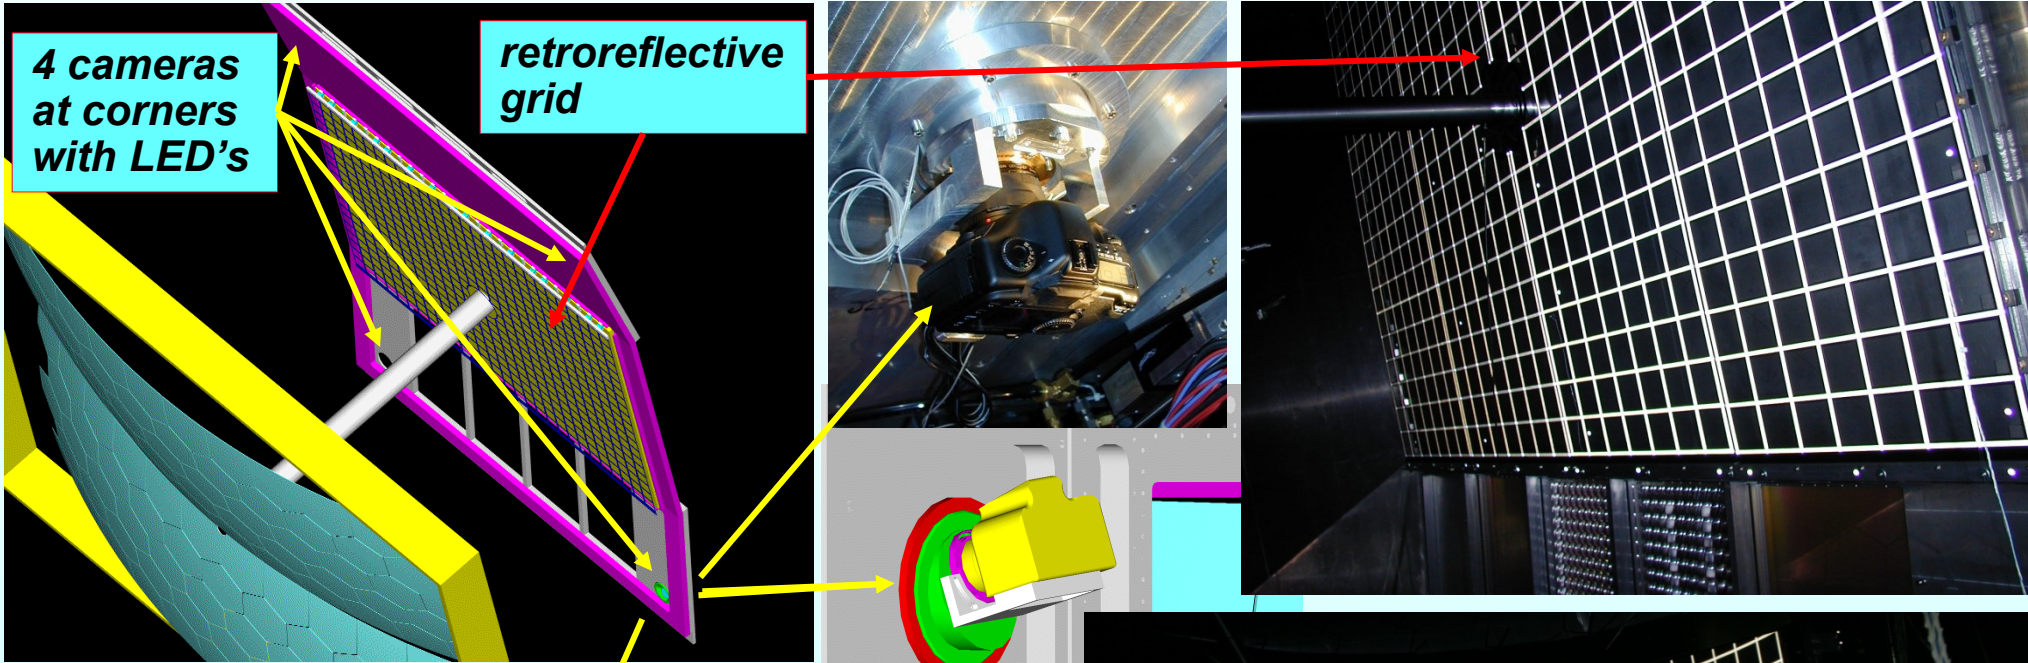 4 cameras
at corners
with LED's
retroreflective
grid